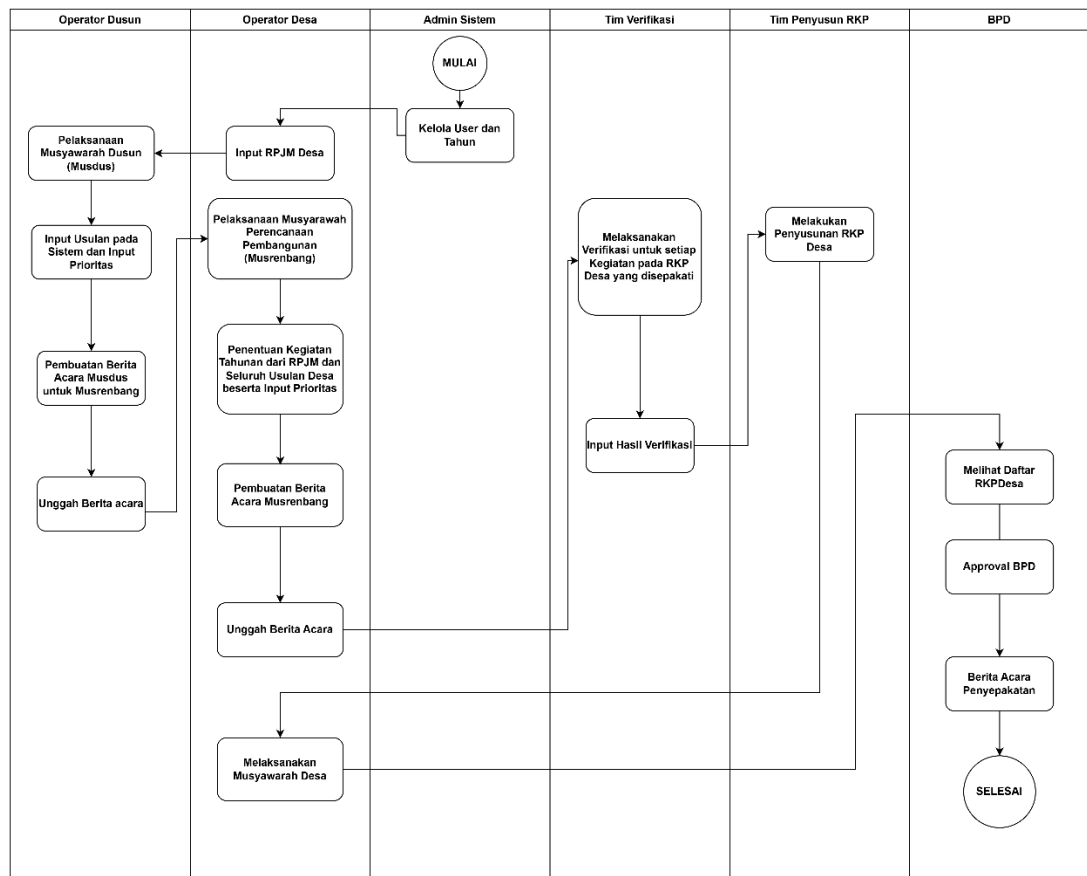 Operator Dusun
Operator Desa
Admin Sistem
Tim Verifikasi
Tim Penyusun RKP
BPD
MULAI
Kelola User dan
Tahun
Input RPJM Desa
Pelaksanaan
Musyawarah Dusun
(Musdus)
Input Usulan pada
Sistem dan Input
Prioritas
Pembuatan Berita
Acara Musdus
untuk Musrenbang
Unggah Berita acara
Pelaksanaan Musyarawah
Perencanaan
Pembangunan
(Musrenbang)
Penentuan Kegiatan
Tahunan dari RPJM dan
Seluruh Usulan Desa
beserta Input Prioritas
Pembuatan Berita
Acara Musrenbang
Unggah Berita Acara
Melaksanakan
Verifikasi untuk setiap
Kegiatan pada RKP
Desa yang disepakati
Input Hasil Verifikasi
Melakukan
Penyusunan RKP
Desa
Melaksanakan
Musyawarah Desa
Melihat Daftar
RKPDesa
Approval BPD
Berita Acara
Penyepakatan
SELESAI